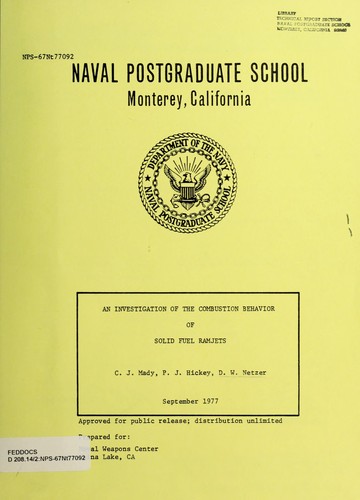 LIBRARY
TECHNICAL REPORT SECTION
NAVAL POSTGRADUATE SCHOOL
MONTEREY, CALIFORNIA 93940
NPS-67Nt77092
NAVAL POSTGRADUATE SCHOOL
Monterey, California
DEPARTMENT OF THE NAVY
NAVAL POSTGRADUATE SCHOOL
AN INVESTIGATION OF THE COMBUSTION BEHAVIOR
OF
SOLID FUEL RAMJETS
C. J. Mady, P. J. Hickey, D. W. Netzer
September 1977
Approved for public release; distribution unlimited
epared for:
al Weapons Center
na Lake, CA
FEDDOCS
D 208.14/2:NPS-67Nt77092